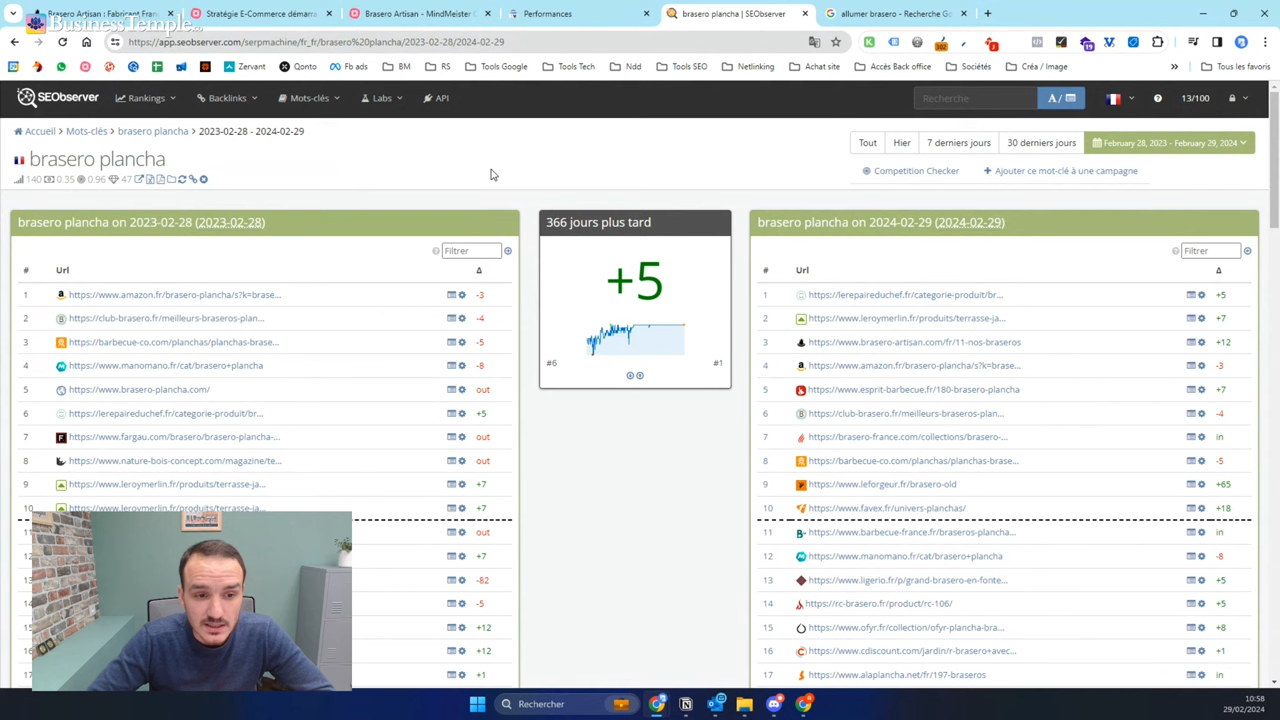 Brasero Artisan - Fabricant Fran
Stratégie E-Commerce démarra
Brasero Artisan - MindMeister C
Performances
brasero plancha | SEObserver
allumer brasero - Recherche Go
BusinessTemple
https://app.seobserver.com/serpmachine/fr_fr/brasero%20plancha/2023-02-28/2024-02-29
Zervant
Qonto
Fb ads
BM
RS
Tools Google
Tools Tech
Ndd
Tools SEO
Netlinking
Achat site
Accès Back office
Sociétés
Créa / Image
Tous les favoris
SEObserver
Rankings
Backlinks
Mots-clés
Labs
API
Recherche
A /
13/100
Accueil > Mots-clés > brasero plancha > 2023-02-28 - 2024-02-29
Tout
Hier
7 derniers jours
30 derniers jours
February 28, 2023 - February 29, 2024
brasero plancha
140 0.35 0.96 47
Competition Checker
Ajouter ce mot-clé à une campagne
brasero plancha on 2023-02-28 (2023-02-28)
Filtrer
# Url Δ
1 https://www.amazon.fr/brasero-plancha/s?k=brase... -3
2 https://club-brasero.fr/meilleurs-braseros-plan... -4
3 https://barbecue-co.com/planchas/planchas-brase... -5
4 https://www.manomano.fr/cat/brasero+plancha -8
5 https://www.brasero-plancha.com/ out
6 https://lerepaireduchef.fr/categorie-produit/br... +5
7 https://www.fargau.com/brasero/brasero-plancha-... out
8 https://www.nature-bois-concept.com/magazine/te... out
9 https://www.leroymerlin.fr/produits/terrasse-ja... +7
10 https://www.leroymerlin.fr/produits/terrasse-ja... +7
11 out
12 +7
13 -82
14 -5
15 +12
16 +12
17 +1
366 jours plus tard
+5
#6 #1
brasero plancha on 2024-02-29 (2024-02-29)
Filtrer
# Url Δ
1 https://lerepaireduchef.fr/categorie-produit/br... +5
2 https://www.leroymerlin.fr/produits/terrasse-ja... +7
3 https://www.brasero-artisan.com/fr/11-nos-braseros +12
4 https://www.amazon.fr/brasero-plancha/s?k=brase... -3
5 https://www.esprit-barbecue.fr/180-brasero-plancha +7
6 https://club-brasero.fr/meilleurs-braseros-plan... -4
7 https://brasero-france.com/collections/brasero-... in
8 https://barbecue-co.com/planchas/planchas-brase... -5
9 https://www.leforgeur.fr/brasero-old +65
10 https://www.favex.fr/univers-planchas/ +18
11 https://www.barbecue-france.fr/braseros-plancha... in
12 https://www.manomano.fr/cat/brasero+plancha -8
13 https://www.ligerio.fr/p/grand-brasero-en-fonte... +5
14 https://rc-brasero.fr/product/rc-106/ +5
15 https://www.ofyr.fr/collection/ofyr-plancha-bra... +8
16 https://www.cdiscount.com/jardin/r-brasero+avec... +1
17 https://www.alaplancha.net/fr/197-braseros in
Rechercher
10:58
29/02/2024